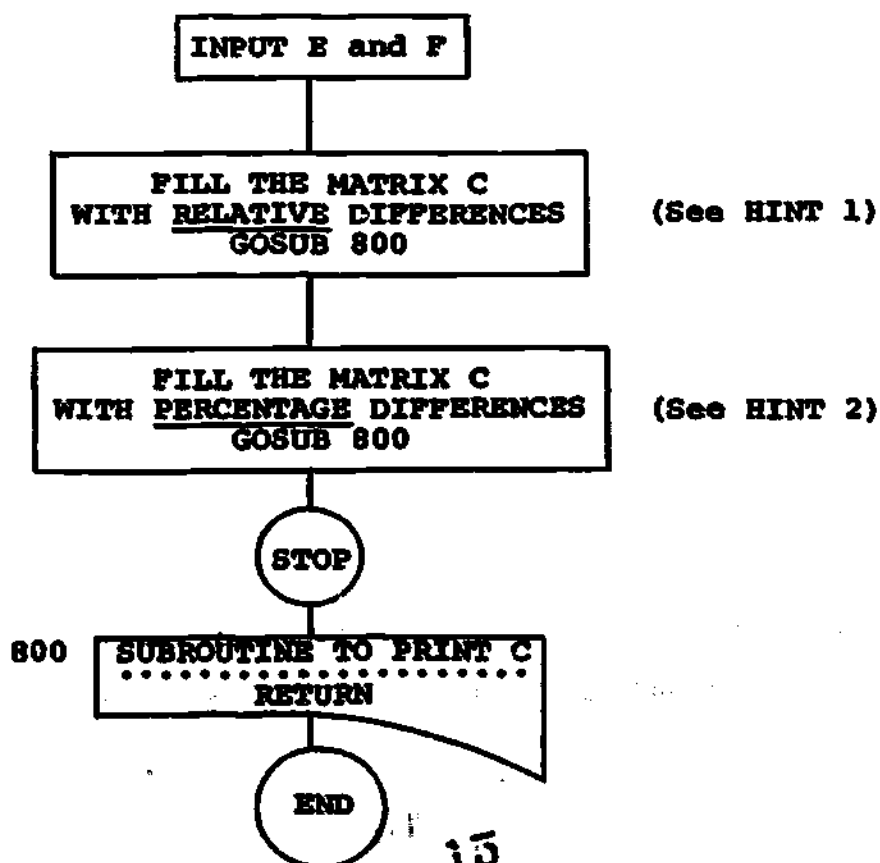 INPUT E and F
FILL THE MATRIX C
WITH RELATIVE DIFFERENCES
GOSUB 800
(See HINT 1)
FILL THE MATRIX C
WITH PERCENTAGE DIFFERENCES
GOSUB 800
(See HINT 2)
STOP
800
SUBROUTINE TO PRINT C
RETURN
END
15